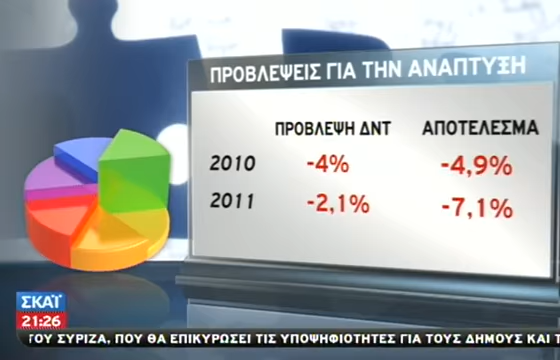 ΠΡΟΒΛΕΨΕΙΣ ΓΙΑ ΤΗΝ ΑΝΑΠΤΥΞΗ
ΠΡΟΒΛΕΨΗ ΔΝΤ ΑΠΟΤΕΛΕΣΜΑ
2010 -4% -4,9%
2011 -2,1% -7,1%
ΣΚΑΪ
21:26
ΤΟΥ ΣΥΡΙΖΑ, ΠΟΥ ΘΑ ΕΠΙΚΥΡΩΣΕΙ ΤΙΣ ΥΠΟΨΗΦΙΟΤΗΤΕΣ ΓΙΑ ΤΟΥΣ ΔΗΜΟΥΣ ΚΑΙ